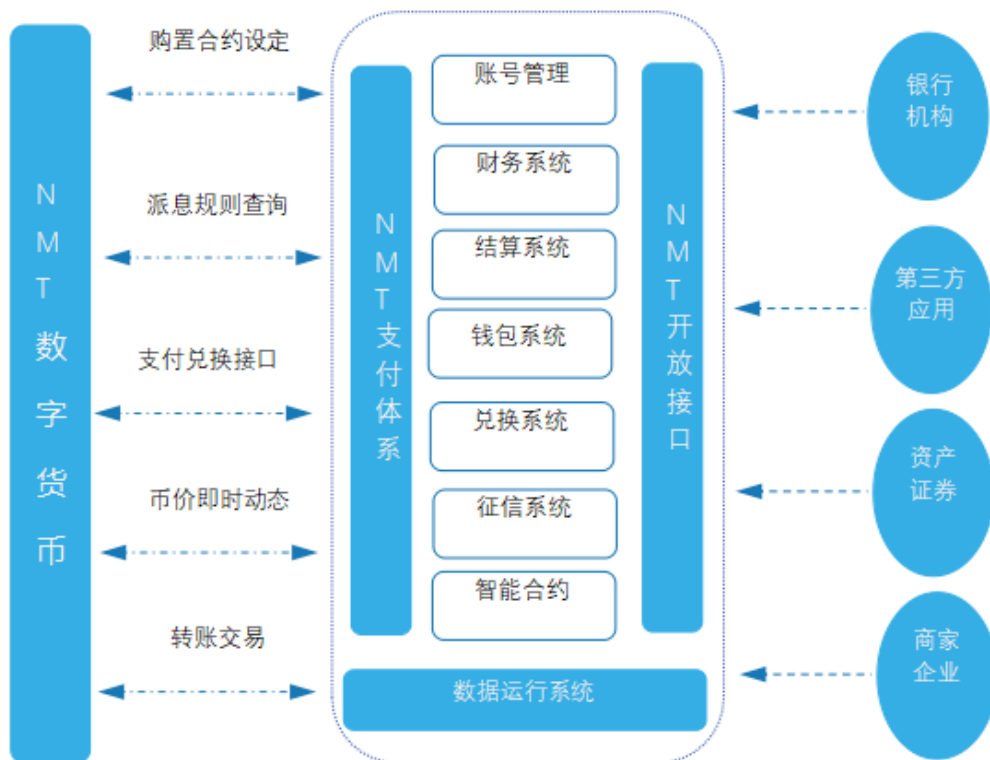 NMT数字货币
购置合约设定
派息规则查询
支付兑换接口
币价即时动态
转账交易
NMT支付体系
账号管理
财务系统
结算系统
钱包系统
兑换系统
征信系统
智能合约
NMT开放接口
数据运行系统
银行
机构
第三方
应用
资产
证券
商家
企业